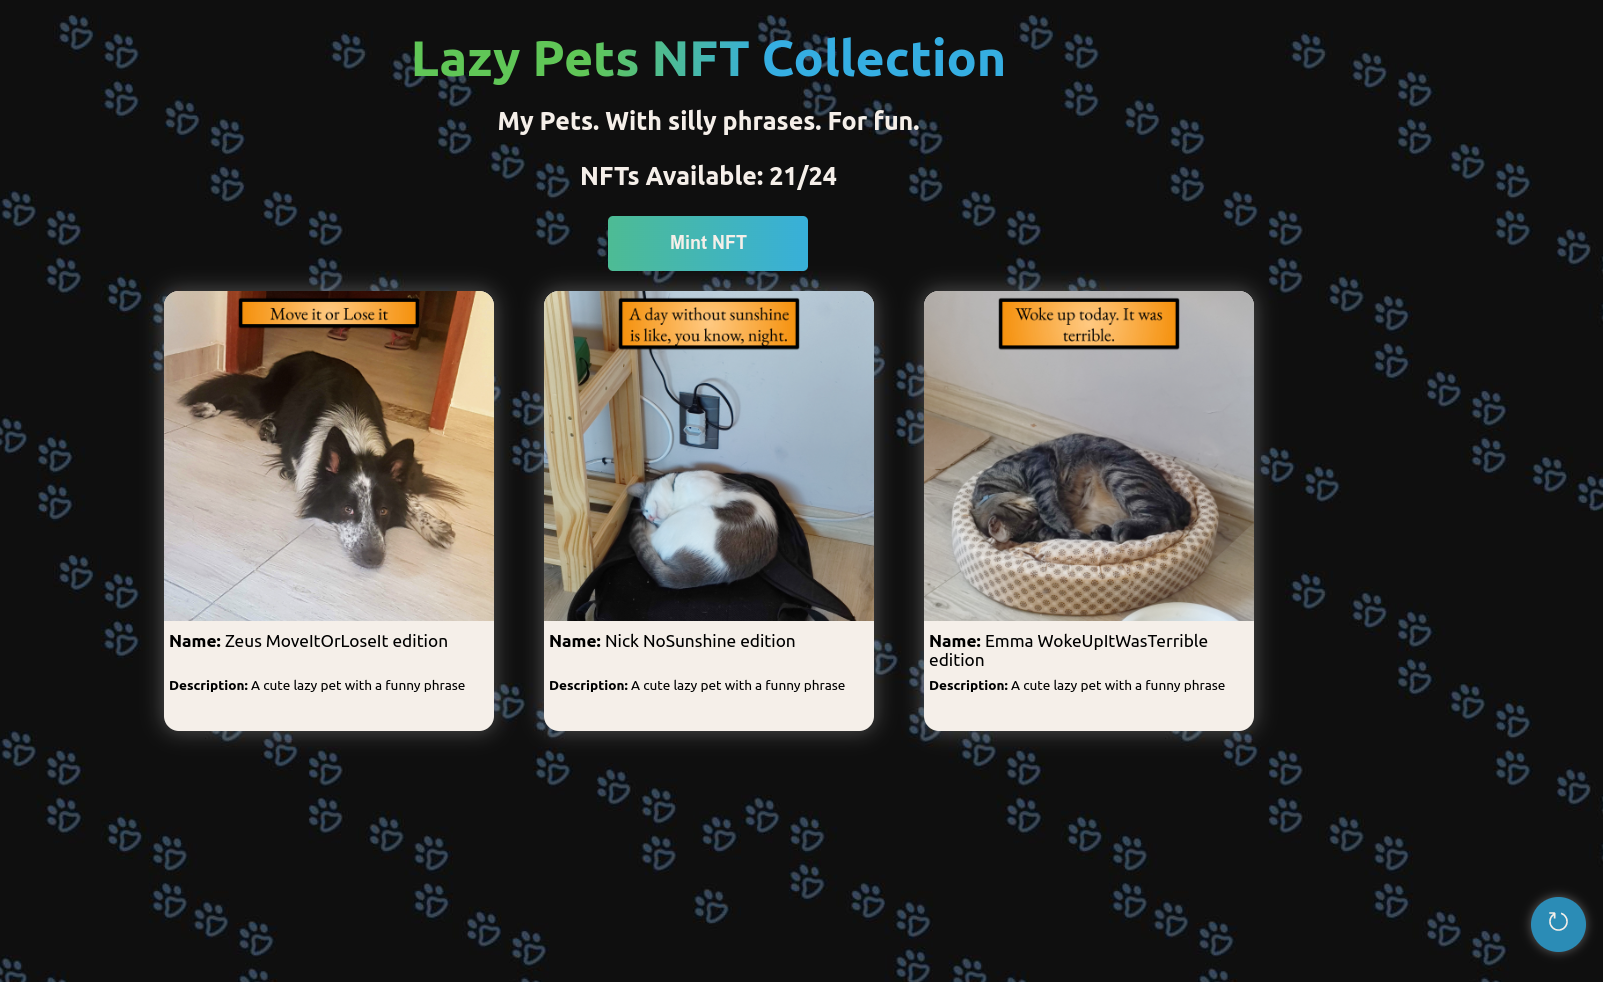 Lazy Pets NFT Collection
My Pets. With silly phrases. For fun.
NFTs Available: 21/24
Mint NFT
Move it or Lose it
Name: Zeus MoveItOrLoseIt edition
Description: A cute lazy pet with a funny phrase
A day without sunshine
is like, you know, night.
Name: Nick NoSunshine edition
Description: A cute lazy pet with a funny phrase
Woke up today. It was
terrible.
Name: Emma WokeUpItWasTerrible
edition
Description: A cute lazy pet with a funny phrase